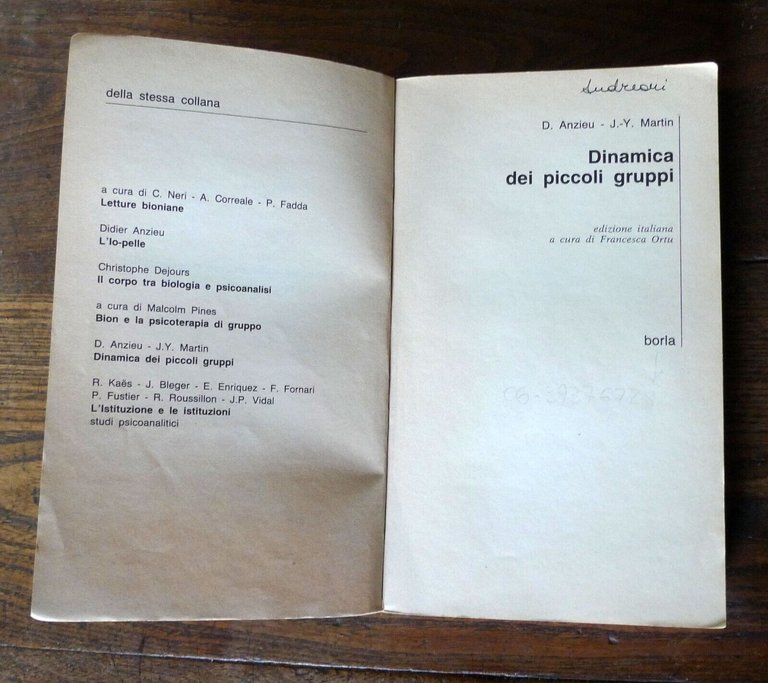 della stessa collana
a cura di C. Neri - A. Correale - P. Fadda
Letture bioniane
Didier Anzieu
L'Io-pelle
Christophe Dejours
Il corpo tra biologia e psicoanalisi
a cura di Malcolm Pines
Bion e la psicoterapia di gruppo
D. Anzieu - J.Y. Martin
Dinamica dei piccoli gruppi
R. Kaës - J. Bleger - E. Enriquez - F. Fornari
P. Fustier - R. Roussillon - J.P. Vidal
L'Istituzione e le istituzioni
studi psicoanalitici
Andreoni
D. Anzieu - J.-Y. Martin
Dinamica
dei piccoli gruppi
edizione italiana
a cura di Francesca Ortu
borla